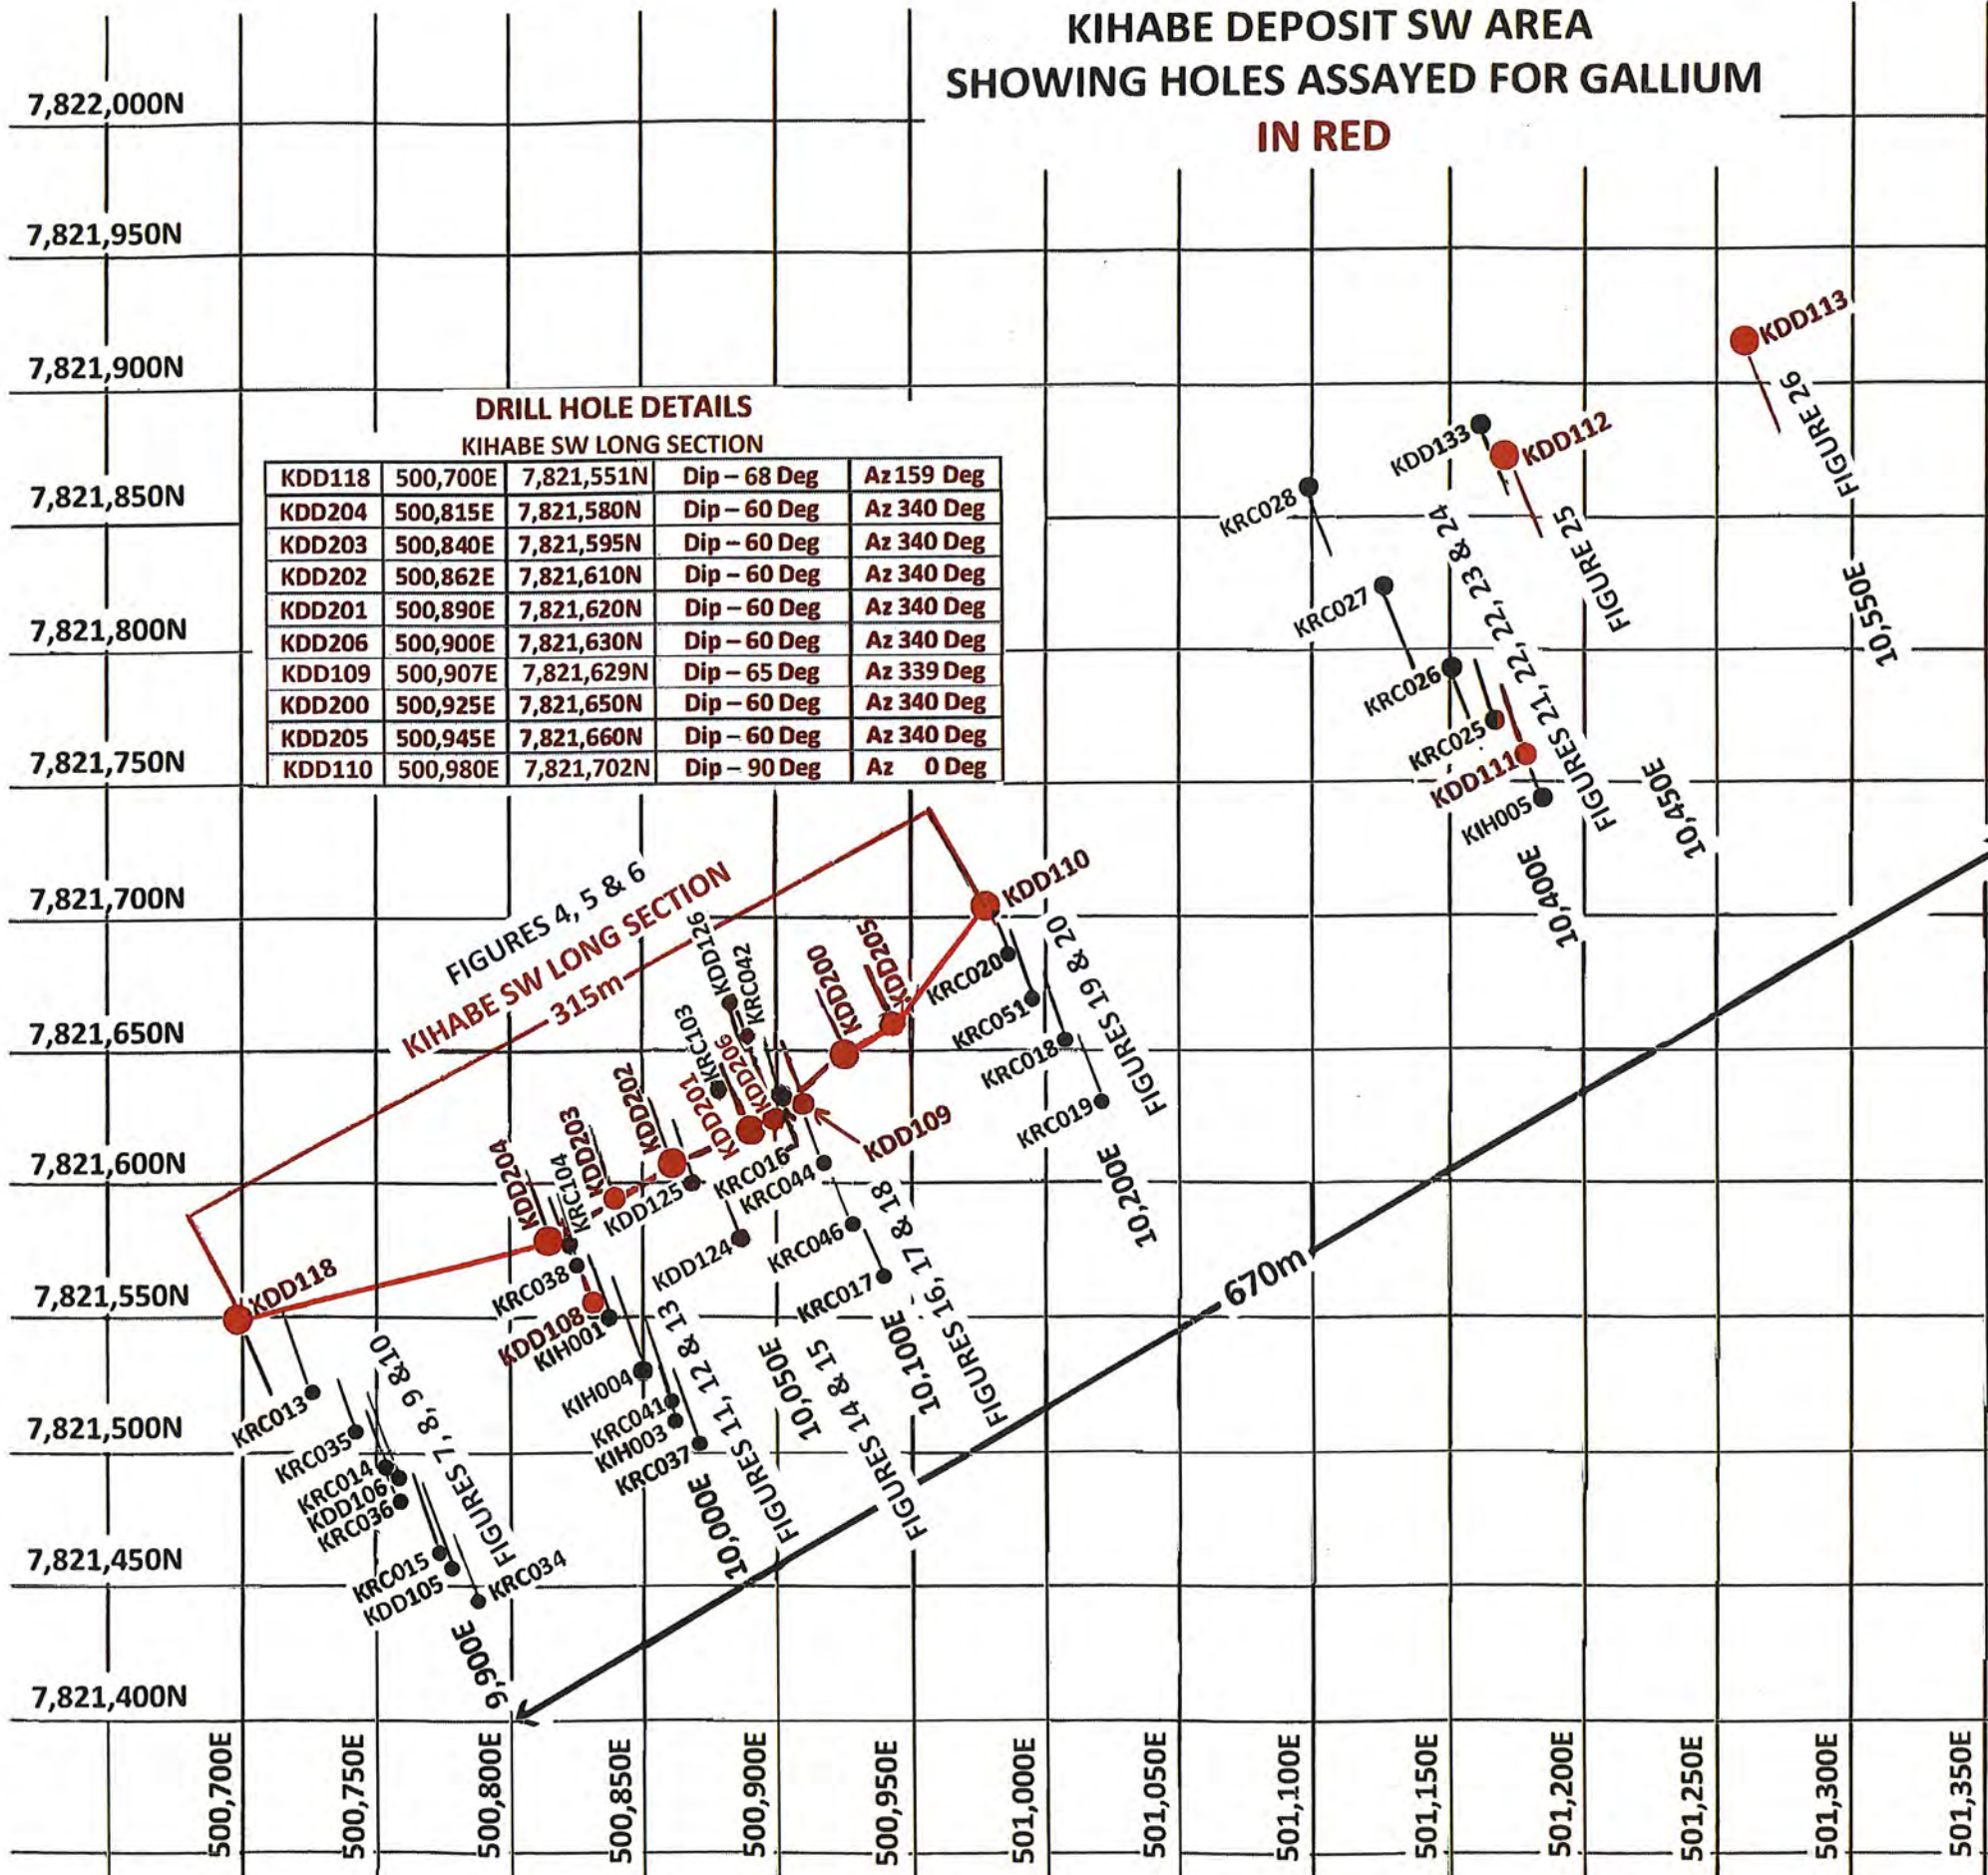 KIHABE DEPOSIT SW AREA
SHOWING HOLES ASSAYED FOR GALLIUM
IN RED
7,822,000N
7,821,950N
7,821,900N
7,821,850N
7,821,800N
7,821,750N
7,821,700N
7,821,650N
7,821,600N
7,821,550N
7,821,500N
7,821,450N
7,821,400N
DRILL HOLE DETAILS
KIHABE SW LONG SECTION
KDD118 500,700E 7,821,551N Dip – 68 Deg Az 159 Deg
KDD204 500,815E 7,821,580N Dip – 60 Deg Az 340 Deg
KDD203 500,840E 7,821,595N Dip – 60 Deg Az 340 Deg
KDD202 500,862E 7,821,610N Dip – 60 Deg Az 340 Deg
KDD201 500,890E 7,821,620N Dip – 60 Deg Az 340 Deg
KDD206 500,900E 7,821,630N Dip – 60 Deg Az 340 Deg
KDD109 500,907E 7,821,629N Dip – 65 Deg Az 339 Deg
KDD200 500,925E 7,821,650N Dip – 60 Deg Az 340 Deg
KDD205 500,945E 7,821,660N Dip – 60 Deg Az 340 Deg
KDD110 500,980E 7,821,702N Dip – 90 Deg Az 0 Deg
KDD113
FIGURE 26
10,550E
KDD133
KDD112
FIGURE 25
KRC028
KRC027
KRC026
KRC025
KDD111
KIH005
FIGURES 21, 22, 22, 23 & 24
10,450E
10,400E
FIGURES 4, 5 & 6
KIHABE SW LONG SECTION
315m
KDD110
KRC020
KRC051
KRC018
KRC019
FIGURES 19 & 20
10,200E
KDD205
KDD200
KDD126
KRC042
KRC103
KDD206
KDD201
KDD202
KDD203
KRC104
KDD204
KDD109
KRC016
KRC044
KRC046
KRC017
FIGURES 16, 17 & 18
10,100E
KDD125
KDD124
FIGURES 14 & 15
10,050E
KRC038
KDD108
KIH001
KIH004
KRC041
KIH003
KRC037
FIGURES 11, 12 & 13
10,000E
KDD118
KRC013
KRC035
KRC014
KDD106
KRC036
KRC015
KDD105
KRC034
FIGURES 7, 8, 9 & 10
9,900E
670m
500,700E
500,750E
500,800E
500,850E
500,900E
500,950E
501,000E
501,050E
501,100E
501,150E
501,200E
501,250E
501,300E
501,350E